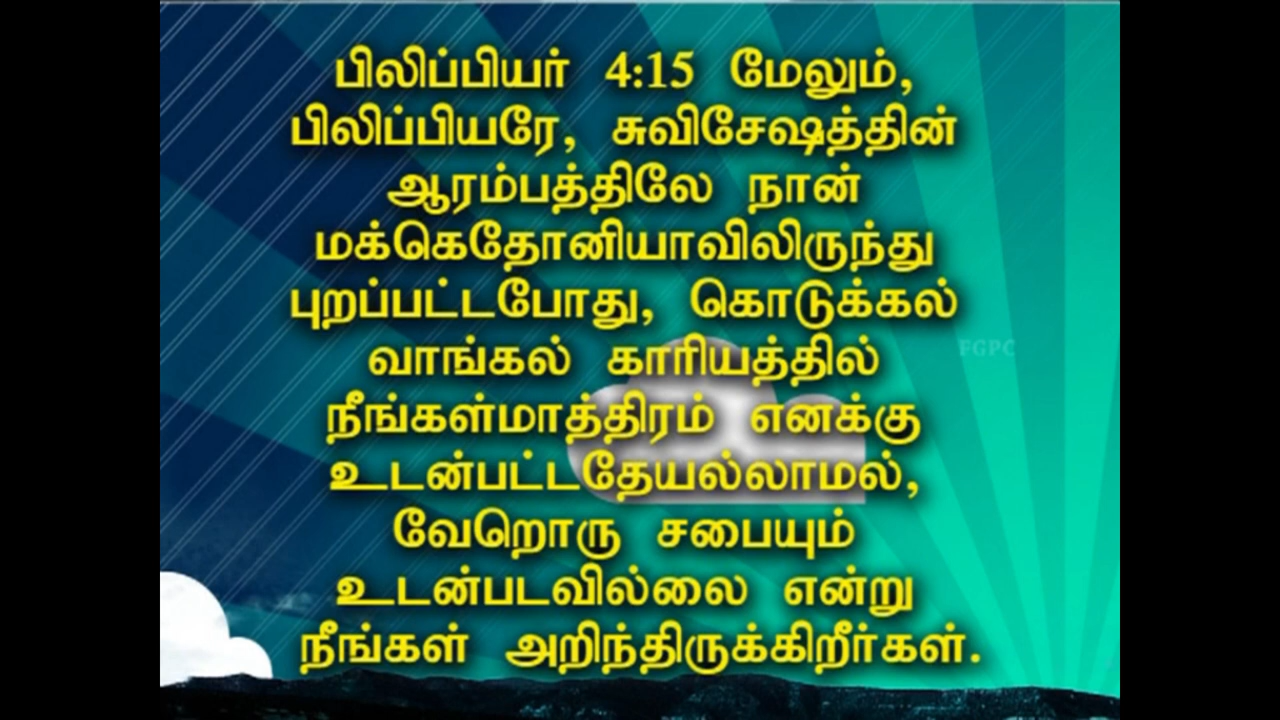 பிலிப்பியர் 4:15 மேலும்,
பிலிப்பியரே, சுவிசேஷத்தின்
ஆரம்பத்திலே நான்
மக்கெதோனியாவிலிருந்து
புறப்பட்டபோது, கொடுக்கல்
வாங்கல் காரியத்தில்
நீங்கள்மாத்திரம் எனக்கு
உடன்பட்டதேயல்லாமல்,
வேறொரு சபையும்
உடன்படவில்லை என்று
நீங்கள் அறிந்திருக்கிறீர்கள்.
FGPC